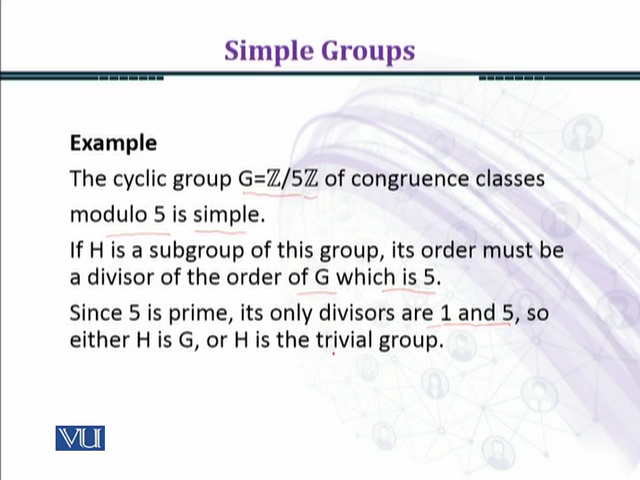 Simple Groups
Example
The cyclic group G=ℤ/5ℤ of congruence classes
modulo 5 is simple.
If H is a subgroup of this group, its order must be
a divisor of the order of G which is 5.
Since 5 is prime, its only divisors are 1 and 5, so
either H is G, or H is the trivial group.
VU